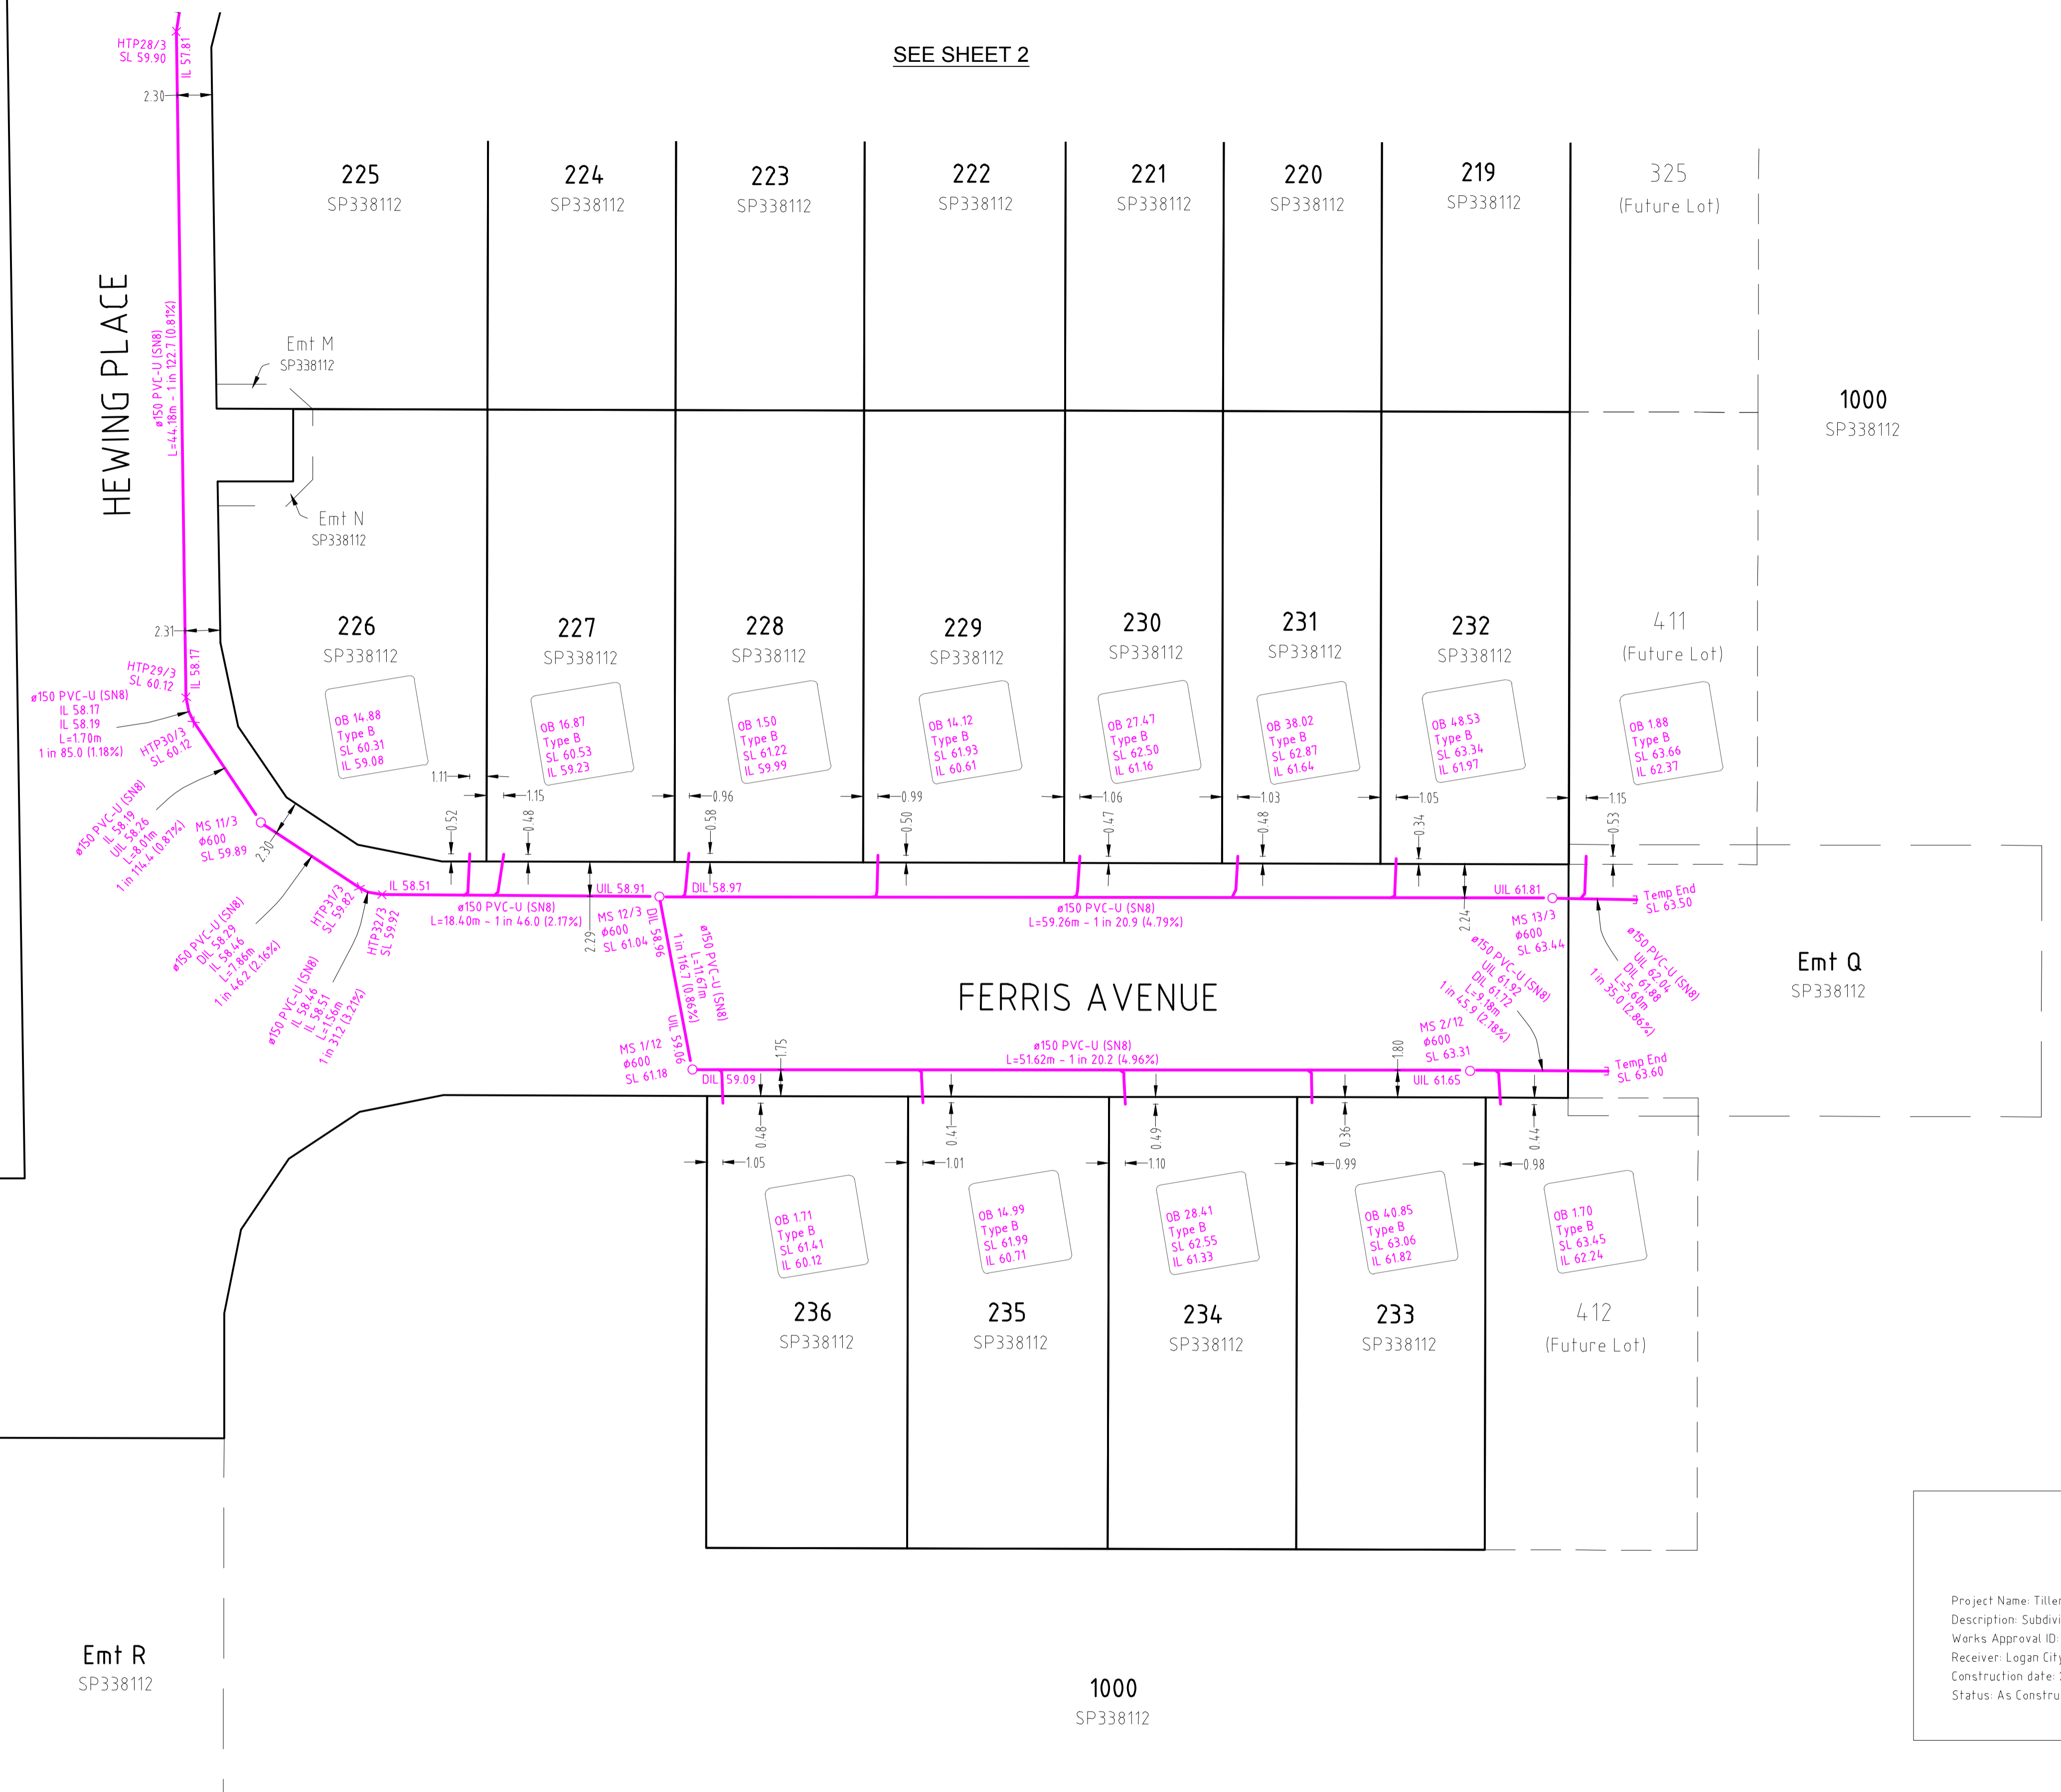 SEE SHEET 2
HTP28/3
SL 59.90
IL 57.81
2.30
225
SP338112
224
SP338112
223
SP338112
222
SP338112
221
SP338112
220
SP338112
219
SP338112
325
(Future Lot)
HEWING PLACE
ø150 PVC-U (SN8)
L=44.18m - 1 in 122.7 (0.81%)
Emt M
SP338112
Emt N
SP338112
1000
SP338112
2.31
IL 58.17
HTP29/3
SL 60.12
ø150 PVC-U (SN8)
IL 58.17
IL 58.19
L=1.70m
1 in 85.0 (1.18%)
HTP30/3
SL 60.12
ø150 PVC-U (SN8)
IL 58.19
UIL 58.26
L=8.01m
1 in 114.4 (0.87%)
MS 11/3
ø600
SL 59.89
2.30
ø150 PVC-U (SN8)
DIL 58.29
IL 58.46
L=7.86m
1 in 46.2 (2.16%)
HTP31/3
SL 59.82
HTP32/3
SL 59.92
ø150 PVC-U (SN8)
IL 58.46
IL 58.51
L=1.56m
1 in 31.2 (3.21%)
226
SP338112
OB 14.88
Type B
SL 60.31
IL 59.08
227
SP338112
OB 16.87
Type B
SL 60.53
IL 59.23
228
SP338112
OB 1.50
Type B
SL 61.22
IL 59.99
229
SP338112
OB 14.12
Type B
SL 61.93
IL 60.61
230
SP338112
OB 27.47
Type B
SL 62.50
IL 61.16
231
SP338112
OB 38.02
Type B
SL 62.87
IL 61.64
232
SP338112
OB 48.53
Type B
SL 63.34
IL 61.97
411
(Future Lot)
OB 1.88
Type B
SL 63.66
IL 62.37
1.11
1.15
0.96
0.99
1.06
1.03
1.05
1.15
0.52
0.48
0.58
0.50
0.47
0.48
0.34
0.53
IL 58.51
UIL 58.91
DIL 58.97
UIL 61.81
ø150 PVC-U (SN8)
L=18.40m - 1 in 46.0 (2.17%)
2.29
MS 12/3
ø600
SL 61.04
DIL 58.96
ø150 PVC-U (SN8)
L=11.67m
1 in 116.7 (0.86%)
UIL 59.06
ø150 PVC-U (SN8)
L=59.26m - 1 in 20.9 (4.79%)
2.24
MS 13/3
ø600
SL 63.44
Temp End
SL 63.50
ø150 PVC-U (SN8)
UIL 62.04
DIL 61.88
L=5.60m
1 in 35.0 (2.86%)
ø150 PVC-U (SN8)
UIL 61.92
DIL 61.72
L=9.18m
1 in 45.9 (2.18%)
FERRIS AVENUE
Emt Q
SP338112
MS 1/12
ø600
SL 61.18
DIL 59.09
1.75
ø150 PVC-U (SN8)
L=51.62m - 1 in 20.2 (4.96%)
1.80
MS 2/12
ø600
SL 63.31
UIL 61.65
Temp End
SL 63.60
0.48
0.41
0.49
0.36
0.44
1.05
1.01
1.10
0.99
0.98
OB 1.71
Type B
SL 61.41
IL 60.12
236
SP338112
OB 14.99
Type B
SL 61.99
IL 60.71
235
SP338112
OB 28.41
Type B
SL 62.55
IL 61.33
234
SP338112
OB 40.85
Type B
SL 63.06
IL 61.82
233
SP338112
OB 1.70
Type B
SL 63.45
IL 62.24
412
(Future Lot)
Emt R
SP338112
1000
SP338112
Project Name: Tiller
Description: Subdivi
Works Approval ID:
Receiver: Logan City
Construction date:
Status: As Constru